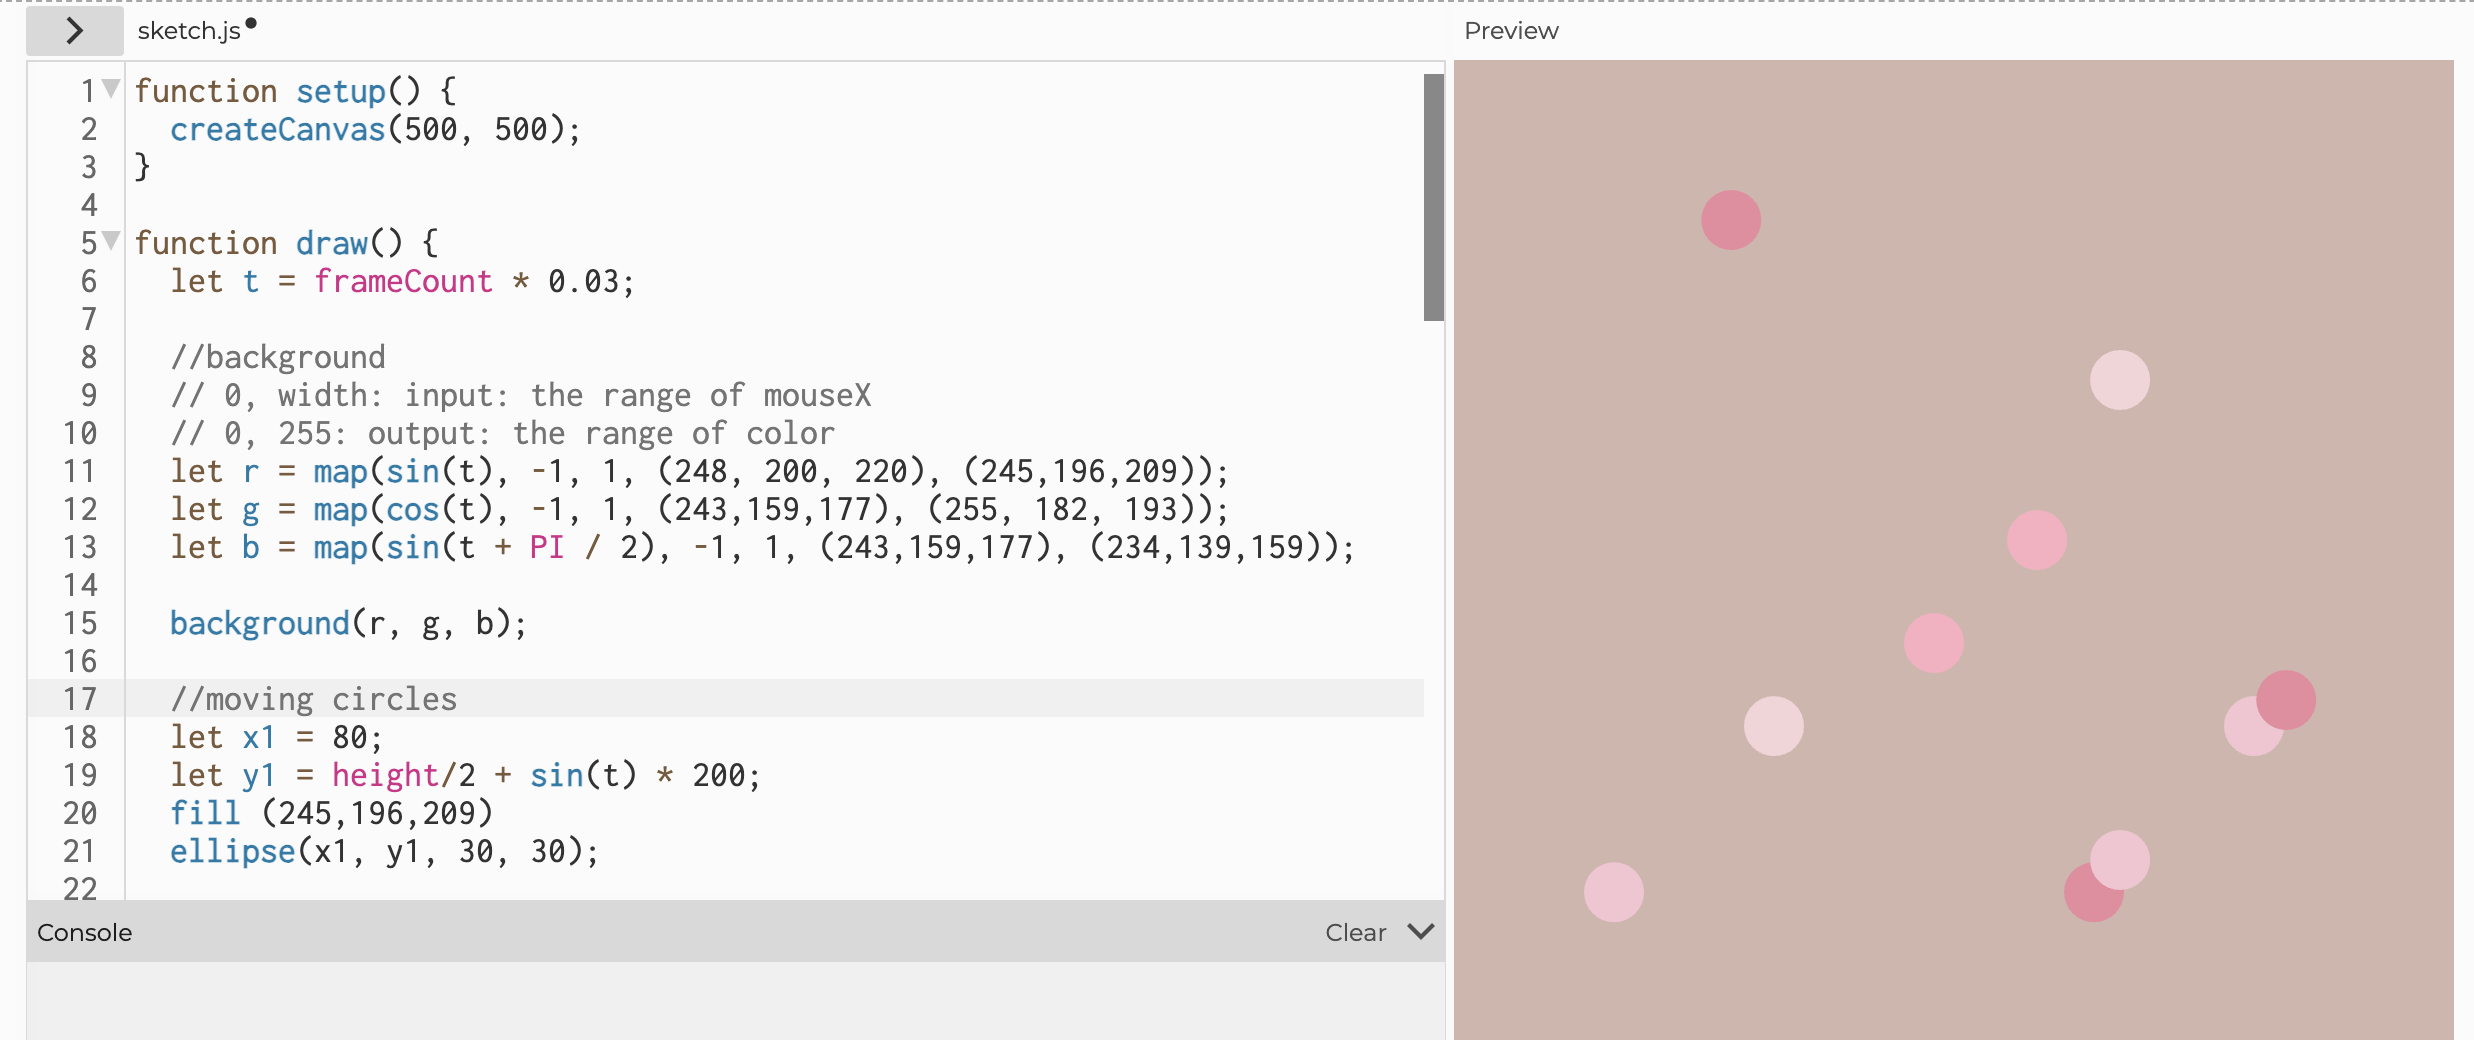 sketch.js
Preview
1 function setup() {
2 createCanvas(500, 500);
3 }
4
5 function draw() {
6 let t = frameCount * 0.03;
7
8 //background
9 // 0, width: input: the range of mouseX
10 // 0, 255: output: the range of color
11 let r = map(sin(t), -1, 1, (248, 200, 220), (245,196,209));
12 let g = map(cos(t), -1, 1, (243,159,177), (255, 182, 193));
13 let b = map(sin(t + PI / 2), -1, 1, (243,159,177), (234,139,159));
14
15 background(r, g, b);
16
17 //moving circles
18 let x1 = 80;
19 let y1 = height/2 + sin(t) * 200;
20 fill (245,196,209)
21 ellipse(x1, y1, 30, 30);
22
Console
Clear